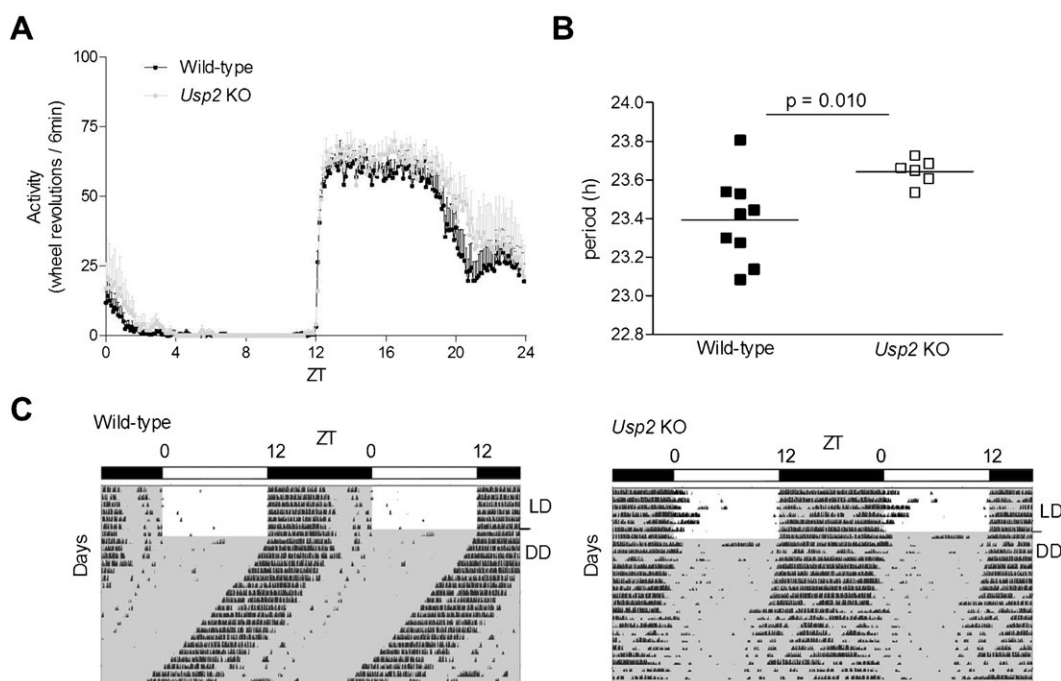 A
100
75
50
25
0
Activity
(wheel revolutions / 6min)
Wild-type
Usp2 KO
0 4 8 12 16 20 24
ZT
B
24.0
23.8
23.6
23.4
23.2
23.0
22.8
period (h)
p = 0.010
Wild-type Usp2 KO
C
Wild-type
ZT
0 12 0 12
LD
DD
Days
Usp2 KO
ZT
0 12 0 12
LD
DD
Days